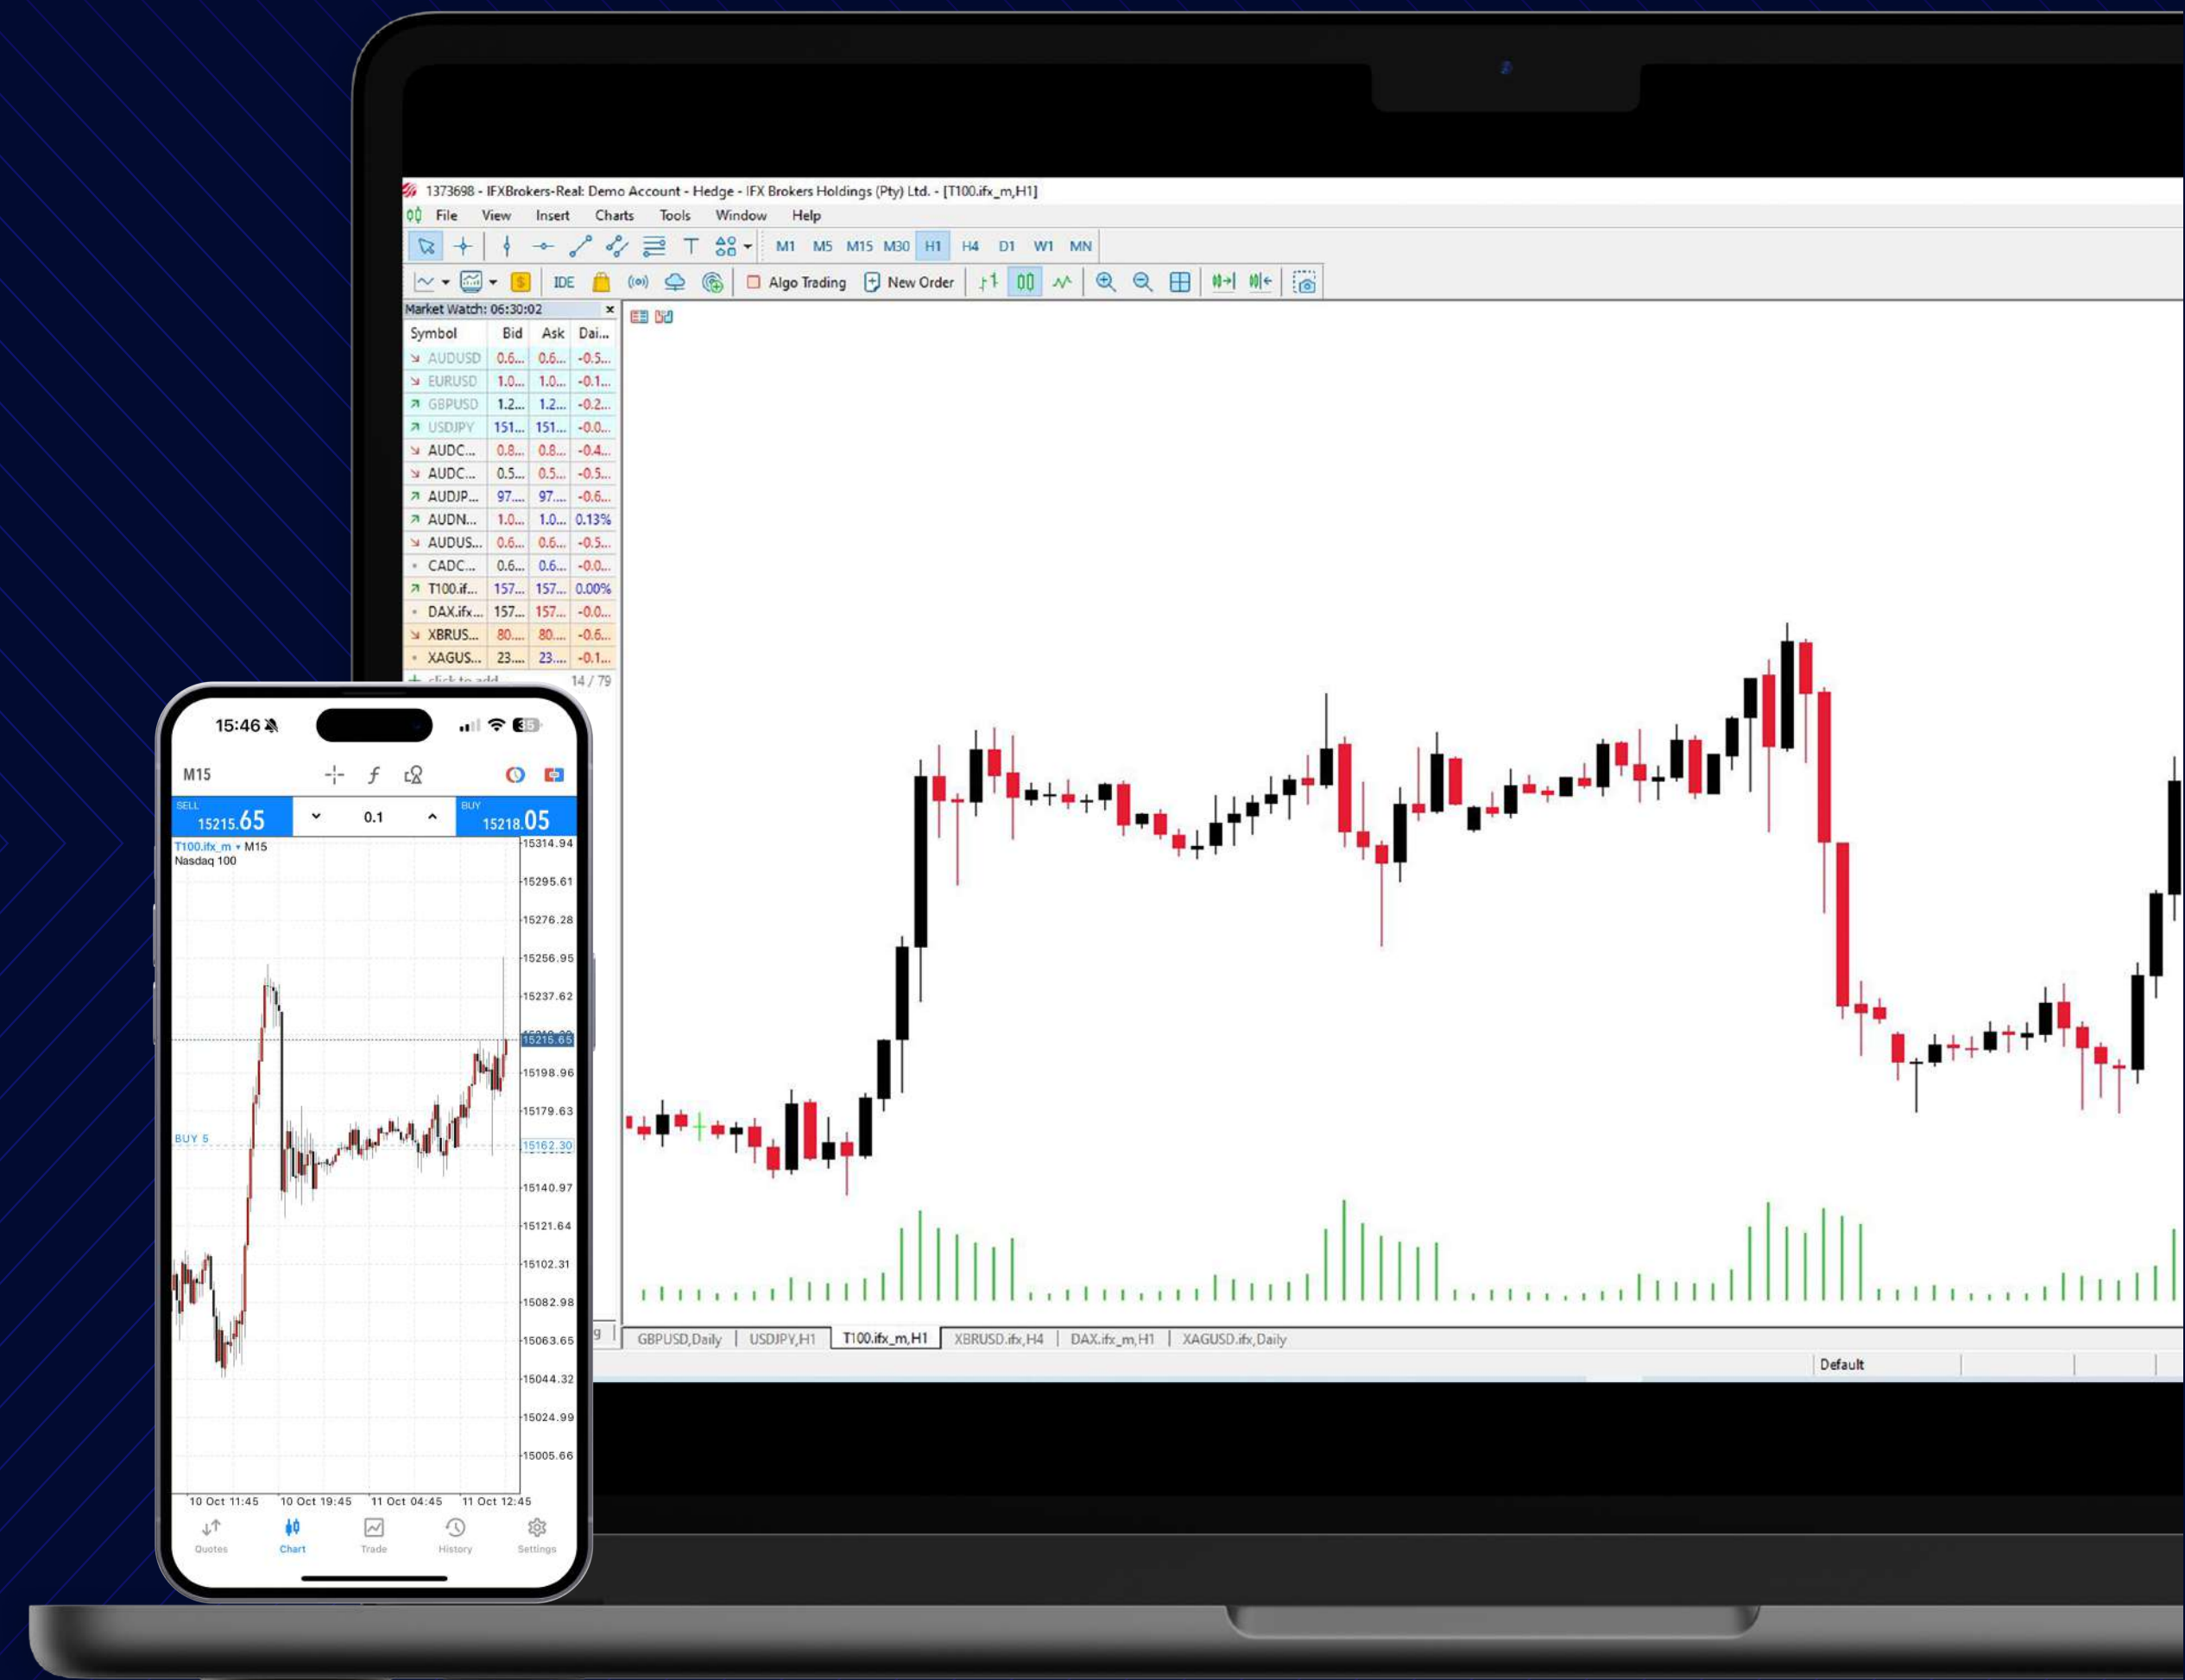 1373698 - IFXBrokers-Real: Demo Account - Hedge - IFX Brokers Holdings (Pty) Ltd. - [T100.ifx_m,H1]
File View Insert Charts Tools Window Help
T M1 M5 M15 M30 H1 H4 D1 W1 MN
$ IDE Algo Trading New Order
Market Watch: 06:30:02
Symbol Bid Ask Dai...
AUDUSD 0.6... 0.6... -0.5...
EURUSD 1.0... 1.0... -0.1...
GBPUSD 1.2... 1.2... -0.2...
USDJPY 151... 151... -0.0...
AUDC... 0.8... 0.8... -0.4...
AUDC... 0.5... 0.5... -0.5...
AUDJP... 97.... 97.... -0.6...
AUDN... 1.0... 1.0... 0.13%
AUDUS... 0.6... 0.6... -0.5...
CADC... 0.6... 0.6... -0.0...
T100.if... 157... 157... 0.00%
DAX.ifx... 157... 157... -0.0...
XBRUS... 80.... 80.... -0.6...
XAGUS... 23.... 23.... -0.1...
click to add 14 / 79
GBPUSD,Daily USDJPY,H1 T100.ifx_m,H1 XBRUSD.ifx,H4 DAX.ifx_m,H1 XAGUSD.ifx,Daily
Default
15:46 35
M15 f
SELL BUY
15215.65 0.1 15218.05
T100.ifx_m • M15
Nasdaq 100
15314.94
15295.61
15276.28
15256.95
15237.62
15215.65
15198.96
15179.63
BUY 5 15162.30
15140.97
15121.64
15102.31
15082.98
15063.65
15044.32
15024.99
15005.66
10 Oct 11:45 10 Oct 19:45 11 Oct 04:45 11 Oct 12:45
Quotes Chart Trade History Settings